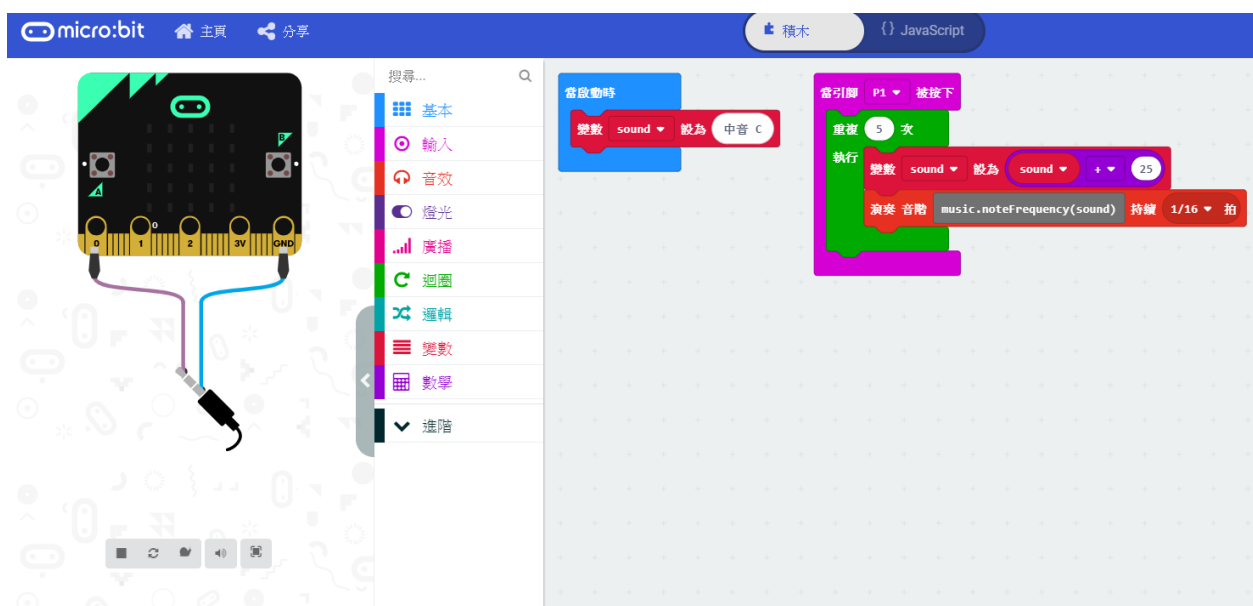 micro:bit 主頁 分享 積木 {} JavaScript
搜尋...
基本
輸入
音效
燈光
廣播
迴圈
邏輯
變數
數學
進階
A
B
0 1 2 3V GND
0
當啟動時
變數 sound 設為 中音 C
當引腳 P1 被按下
重複 5 次
執行
變數 sound 設為 sound + 25
演奏 音階 music.noteFrequency(sound) 持續 1/16 拍